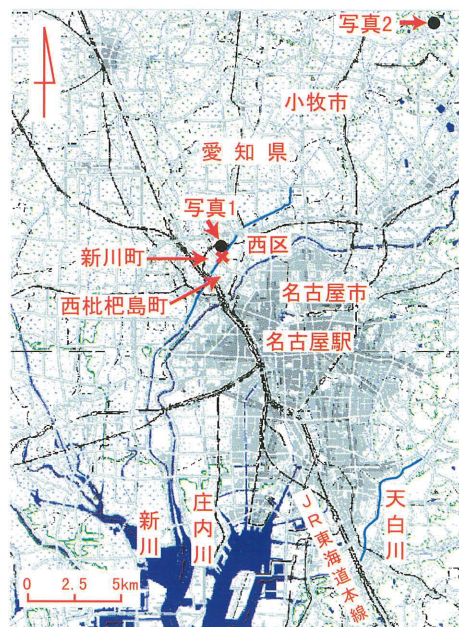 写真2
小牧市
愛知県
写真1
西区
新川町
西枇杷島町
名古屋市
名古屋駅
新川
庄内川
JR東海道本線
天白川
0 2.5 5km